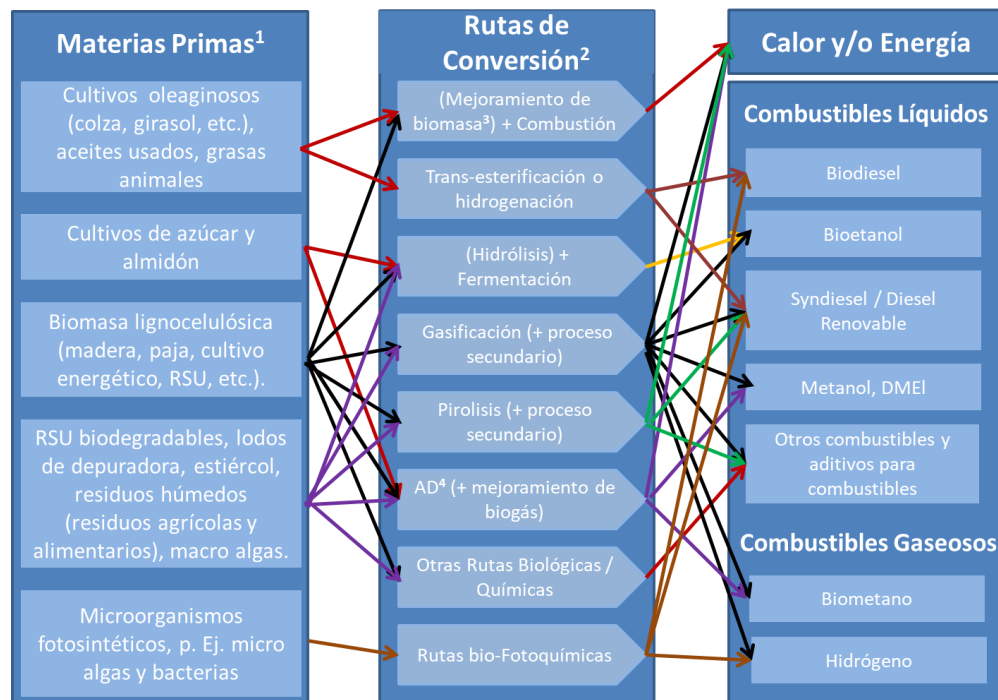 Materias Primas¹
Cultivos oleaginosos
(colza, girasol, etc.),
aceites usados, grasas
animales
Cultivos de azúcar y
almidón
Biomasa lignocelulósica
(madera, paja, cultivo
energético, RSU, etc.).
RSU biodegradables, lodos
de depuradora, estiércol,
residuos húmedos
(residuos agrícolas y
alimentarios), macro algas.
Microorganismos
fotosintéticos, p. Ej. micro
algas y bacterias
Rutas de
Conversión²
(Mejoramiento de
biomasa³) + Combustión
Trans-esterificación o
hidrogenación
(Hidrólisis) +
Fermentación
Gasificación (+ proceso
secundario)
Pirolisis (+ proceso
secundario)
AD⁴ (+ mejoramiento de
biogás)
Otras Rutas Biológicas /
Químicas
Rutas bio-Fotoquímicas
Calor y/o Energía
Combustibles Líquidos
Biodiesel
Bioetanol
Syndiesel / Diesel
Renovable
Metanol, DMEl
Otros combustibles y
aditivos para
combustibles
Combustibles Gaseosos
Biometano
Hidrógeno